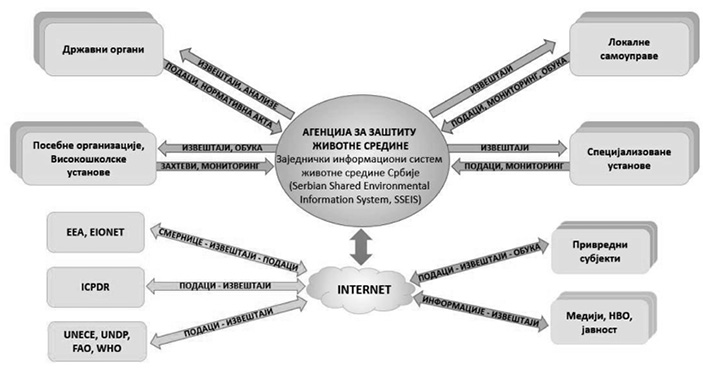 Државни органи
ИЗВЕШТАЈИ, АНАЛИЗЕ
ПОДАЦИ, НОРМАТИВНА АКТА
Локалне
самоуправе
ИЗВЕШТАЈИ
ПОДАЦИ, МОНИТОРИНГ, ОБУКА
АГЕНЦИЈА ЗА ЗАШТИТУ
ЖИВОТНЕ СРЕДИНЕ
Заједнички информациони систем
животне средине Србије
(Serbian Shared Environmental
Information System, SSEIS)
Посебне организације,
Високошколске
установе
ИЗВЕШТАЈИ, ОБУКА
ЗАХТЕВИ, МОНИТОРИНГ
ИЗВЕШТАЈИ
ПОДАЦИ, МОНИТОРИНГ
Специјализоване
установе
EEA, EIONET
СМЕРНИЦЕ - ИЗВЕШТАЈИ - ПОДАЦИ
ICPDR
ПОДАЦИ - ИЗВЕШТАЈИ
UNECE, UNDP,
FAO, WHO
ПОДАЦИ - ИЗВЕШТАЈИ
INTERNET
ПОДАЦИ - ИЗВЕШТАЈИ - ОБУКА
Привредни
субјекти
ИНФОРМАЦИЈЕ - ИЗВЕШТАЈИ
Медији, НВО,
јавност